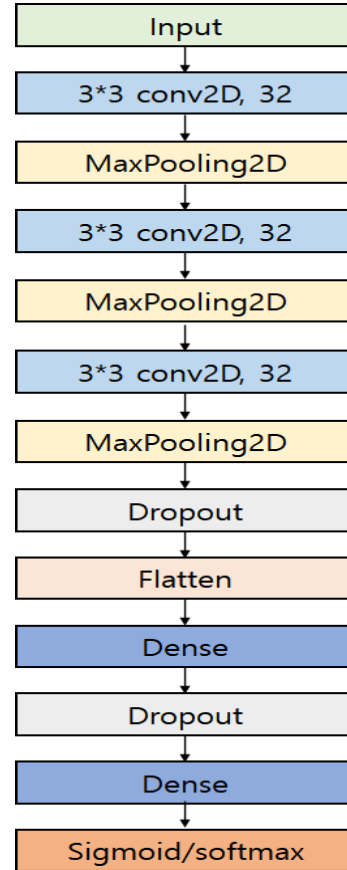 Input
3*3 conv2D, 32
MaxPooling2D
3*3 conv2D, 32
MaxPooling2D
3*3 conv2D, 32
MaxPooling2D
Dropout
Flatten
Dense
Dropout
Dense
Sigmoid/softmax